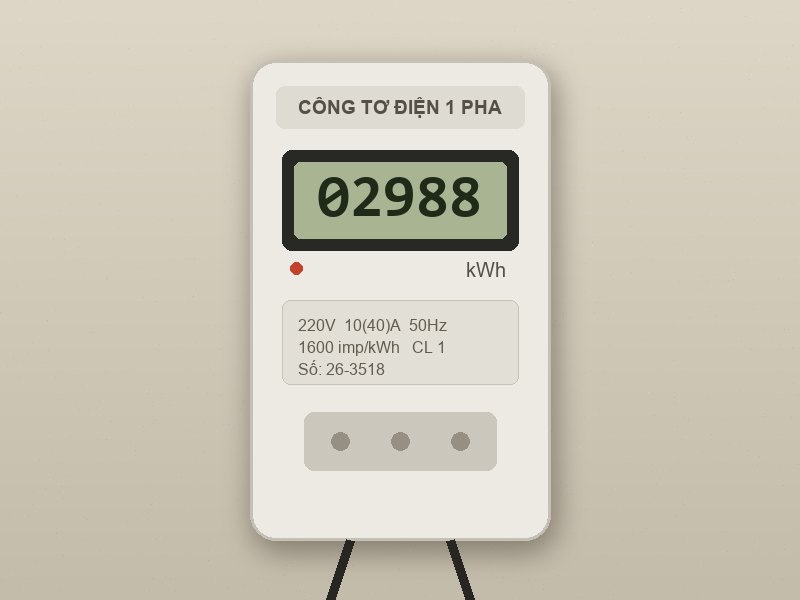 CÔNG TƠ ĐIỆN 1 PHA
02988
kWh
220V 10(40)A 50Hz
1600 imp/kWh CL 1
Số: 26-3518